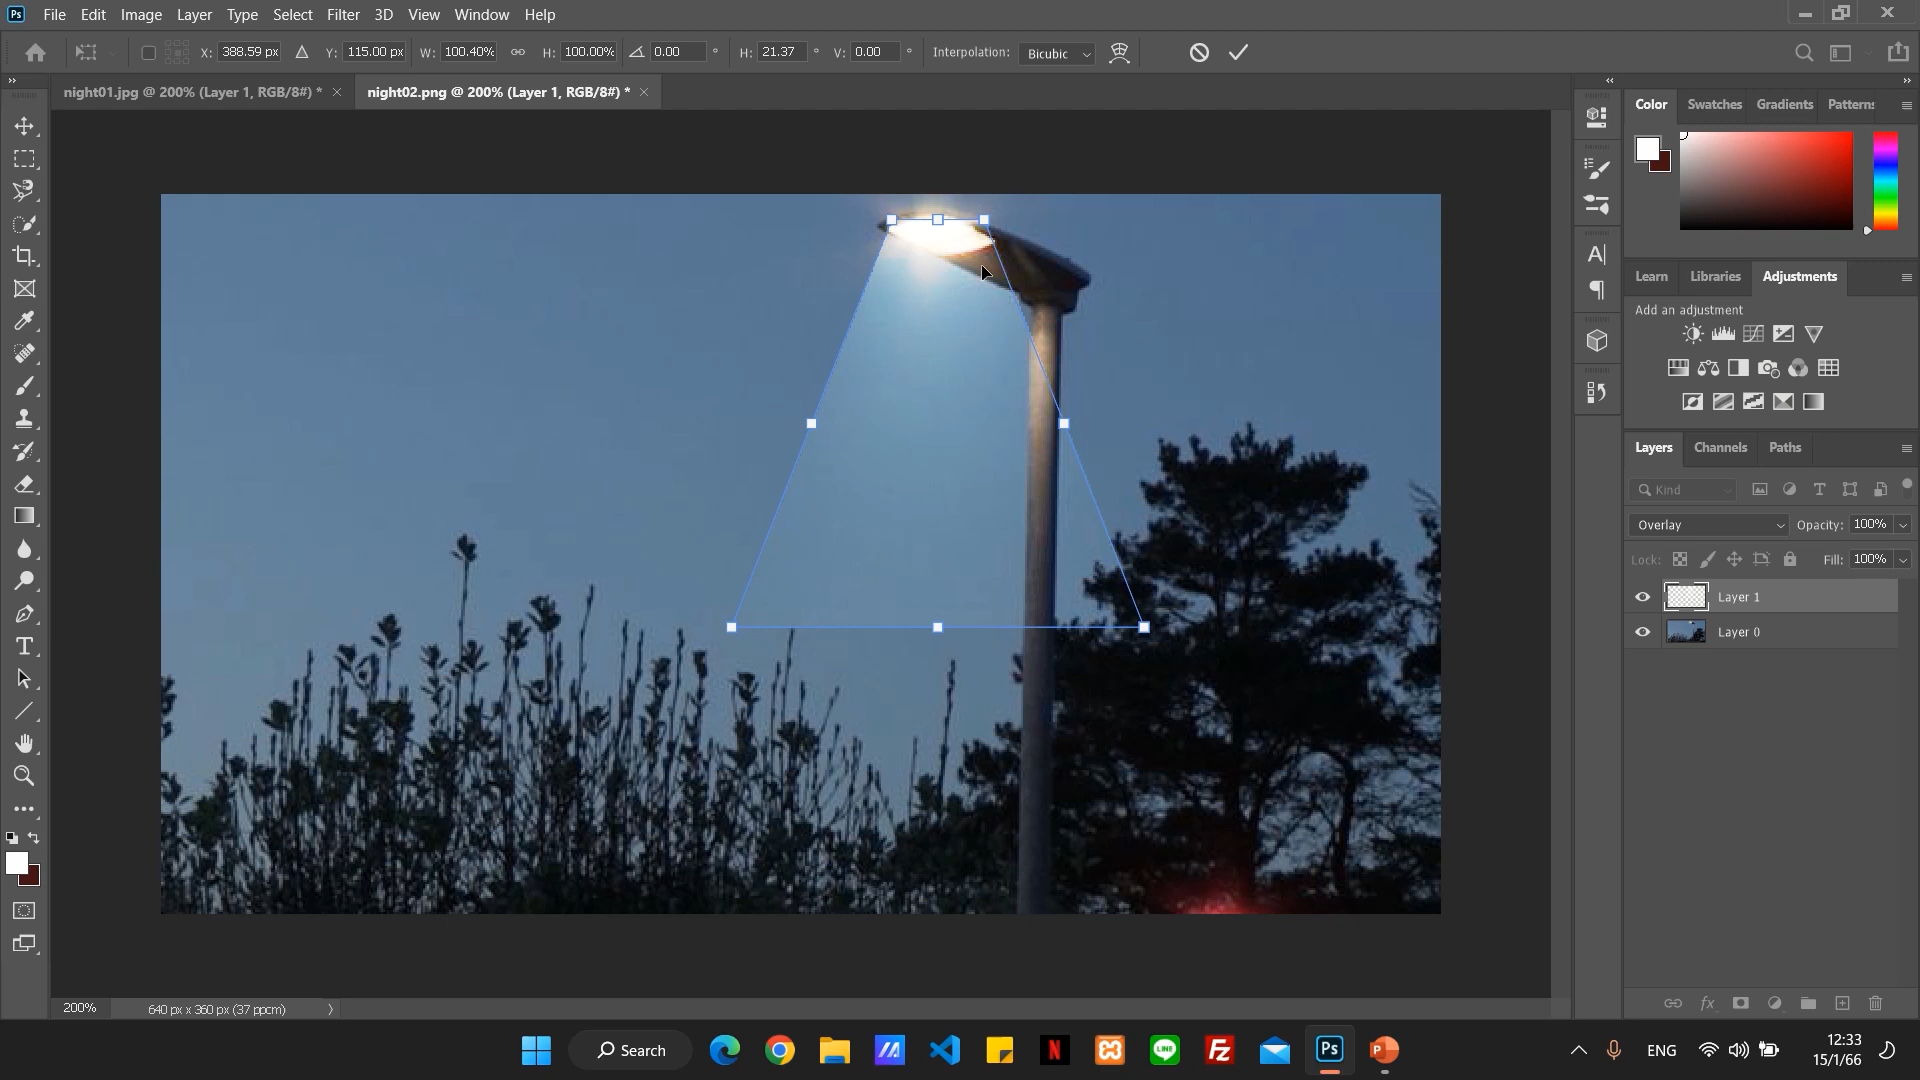 Ps File Edit Image Layer Type Select Filter 3D View Window Help
X: 388.59 px Y: 115.00 px W: 100.40% H: 100.00% 0.00 ° H: 21.37 ° V: 0.00 ° Interpolation: Bicubic
night01.jpg @ 200% (Layer 1, RGB/8#) * × night02.png @ 200% (Layer 1, RGB/8#) * ×
Color Swatches Gradients Patterns
Learn Libraries Adjustments
Add an adjustment
Layers Channels Paths
Kind
Overlay Opacity: 100%
Lock: Fill: 100%
Layer 1
Layer 0
200% 640 px x 360 px (37 ppcm)
Search
ENG
12:33
15/1/66